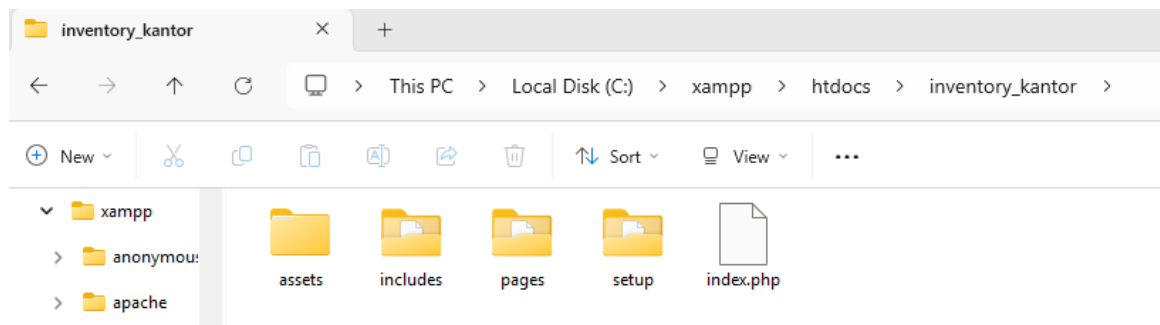 inventory_kantor
This PC > Local Disk (C:) > xampp > htdocs > inventory_kantor >
New Sort View
xampp
anonymous
apache
assets includes pages setup index.php